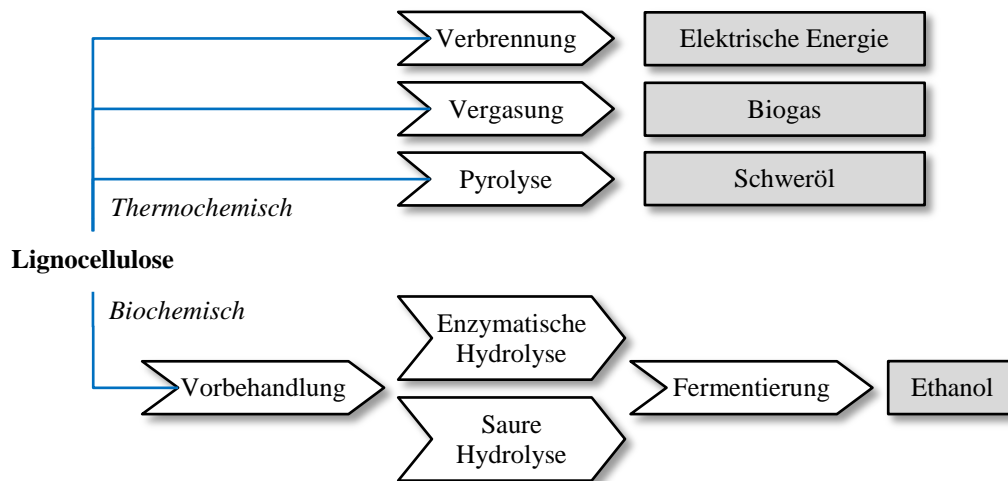 Verbrennung
Elektrische Energie
Vergasung
Biogas
Pyrolyse
Schweröl
Thermochemisch
Lignocellulose
Biochemisch
Enzymatische
Hydrolyse
Vorbehandlung
Fermentierung
Ethanol
Saure
Hydrolyse